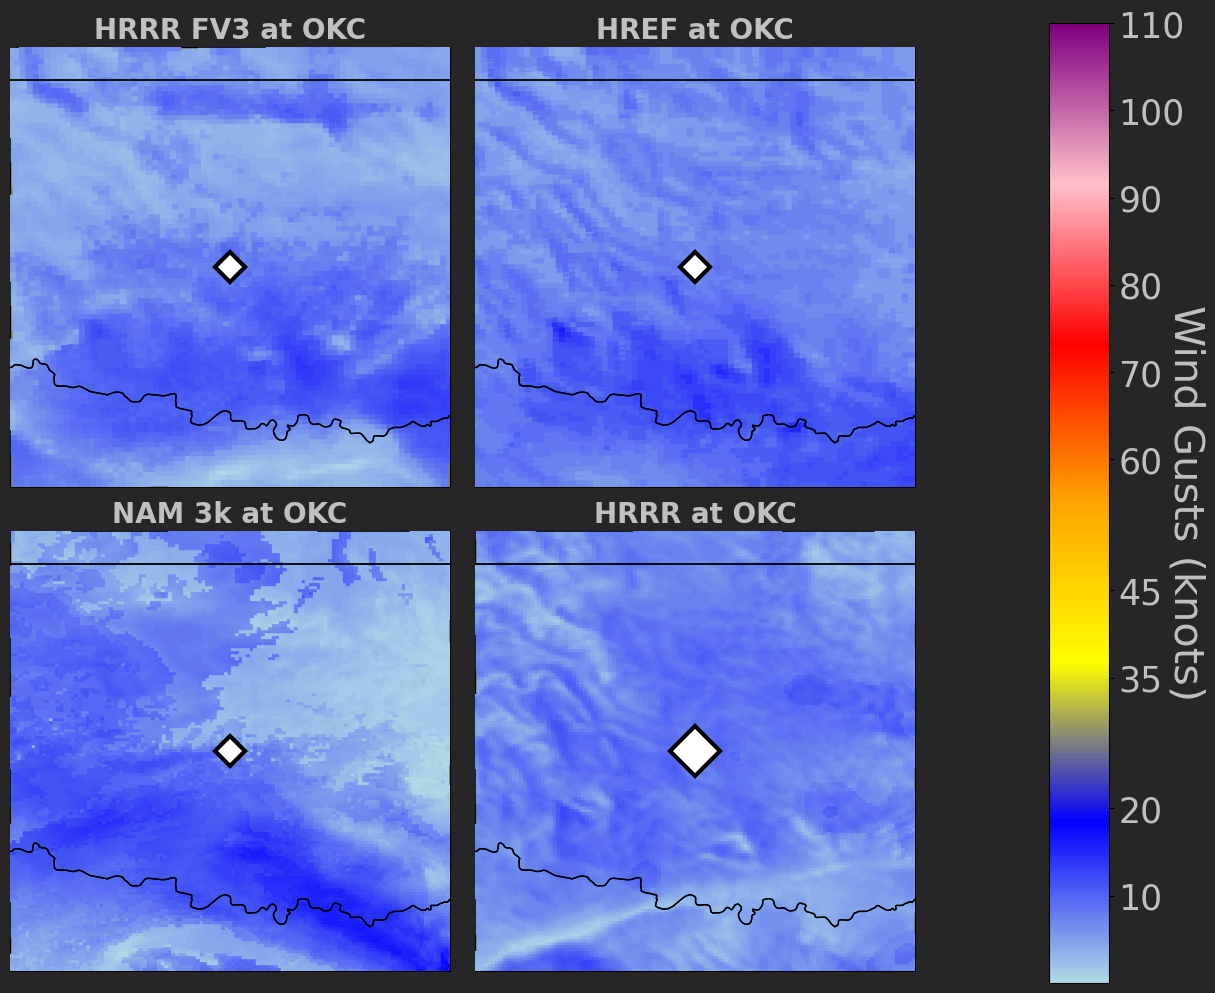 HRRR FV3 at OKC
HREF at OKC
NAM 3k at OKC
HRRR at OKC
110
100
90
80
70
60
45
35
20
10
Wind Gusts (knots)